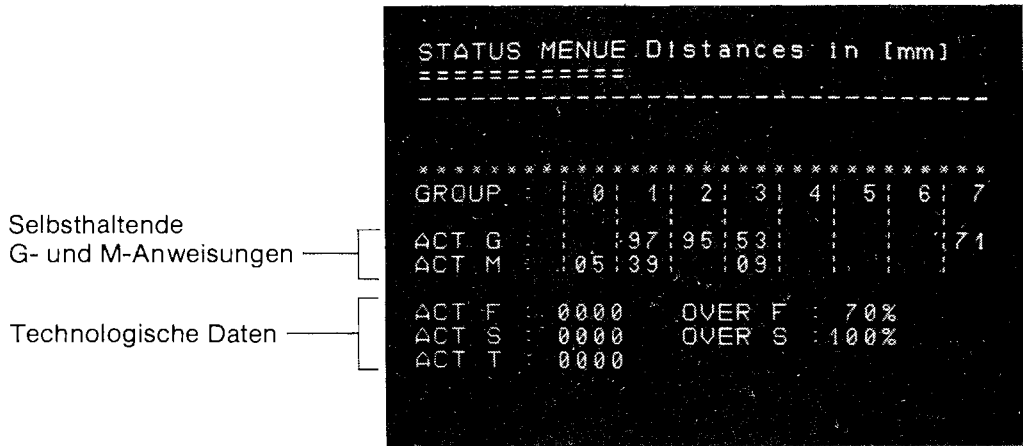 STATUS MENUE Distances in [mm]
============
* * * * * * * * * * * * * * * * * * * * * * * * * * * * *
GROUP : ¦ 0¦ 1¦ 2¦ 3¦ 4¦ 5¦ 6¦ 7
Selbsthaltende
G- und M-Anweisungen
ACT G : ¦ ¦97¦95¦53¦ ¦ ¦ ¦71
ACT M : ¦05¦39¦ ¦09¦ ¦ ¦ ¦
Technologische Daten
ACT F : 0000 OVER F : 70%
ACT S : 0000 OVER S :100%
ACT T : 0000